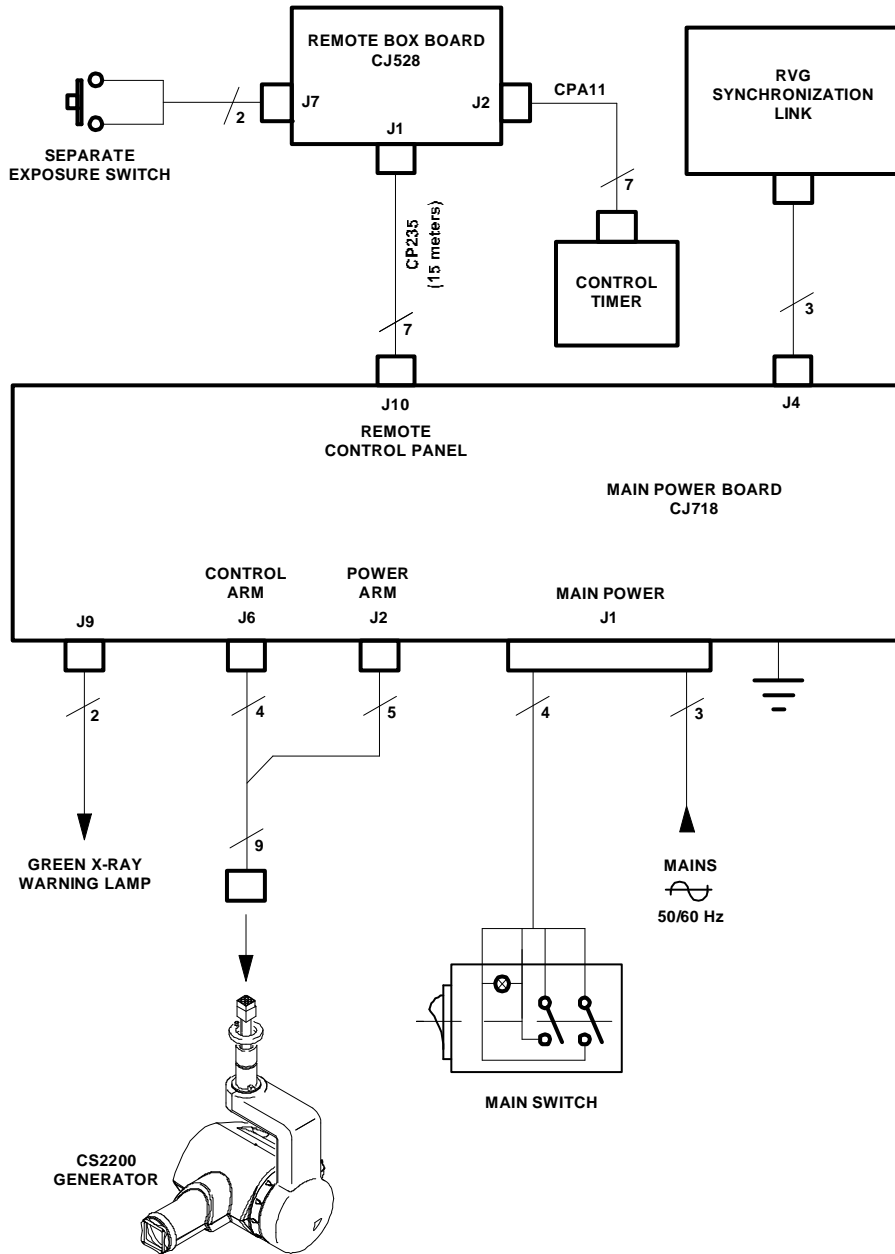 REMOTE BOX BOARD
CJ528
J7
J2
J1
CPA11
2
SEPARATE
EXPOSURE SWITCH
RVG
SYNCHRONIZATION
LINK
7
CP235
(15 meters)
CONTROL
TIMER
3
7
J10
J4
REMOTE
CONTROL PANEL
MAIN POWER BOARD
CJ718
CONTROL
ARM
J6
POWER
ARM
J2
MAIN POWER
J1
J9
2
4
5
4
3
9
GREEN X-RAY
WARNING LAMP
MAINS
50/60 Hz
MAIN SWITCH
CS2200
GENERATOR